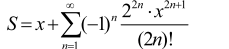 $S = x + \sum_{n=1}^{\infty} (-1)^n \frac{2^{2n} \cdot x^{2n+1}}{(2n)!}$